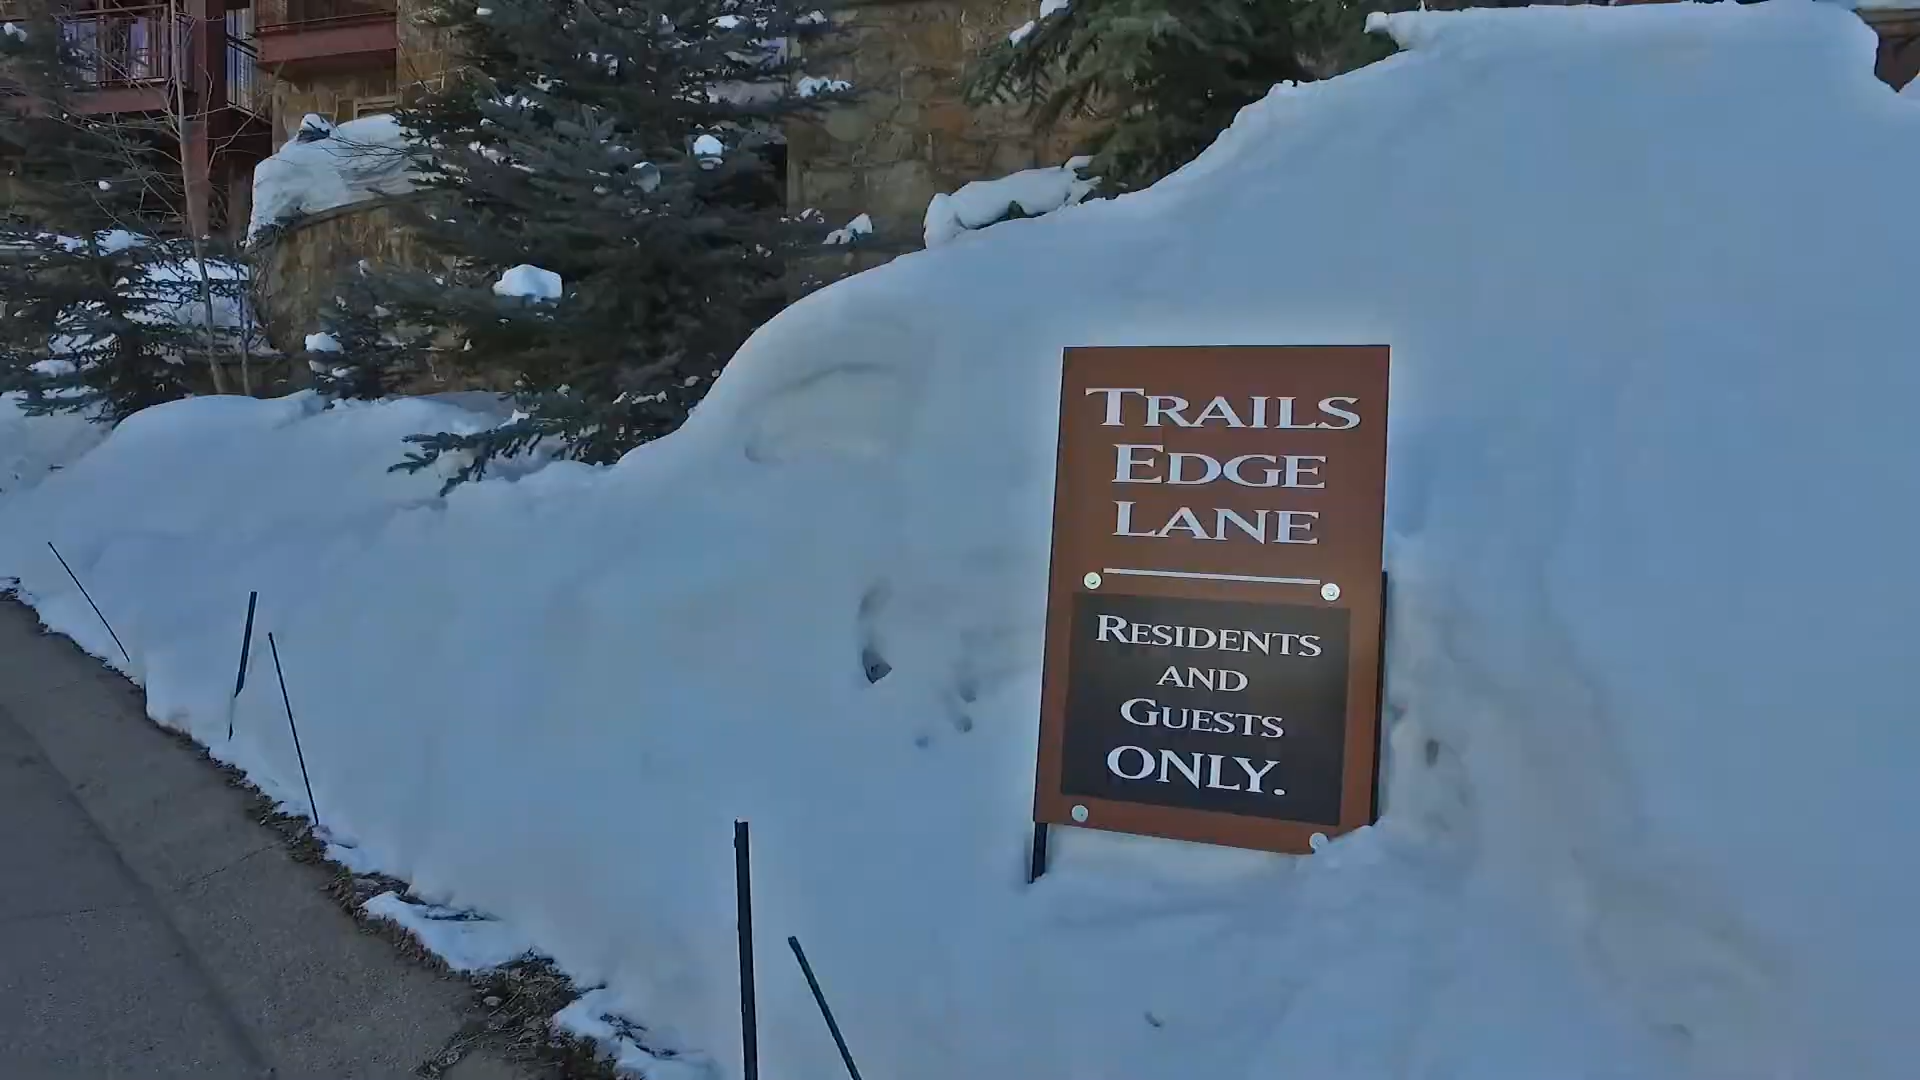 TRAILS
EDGE
LANE
RESIDENTS
AND
GUESTS
ONLY.